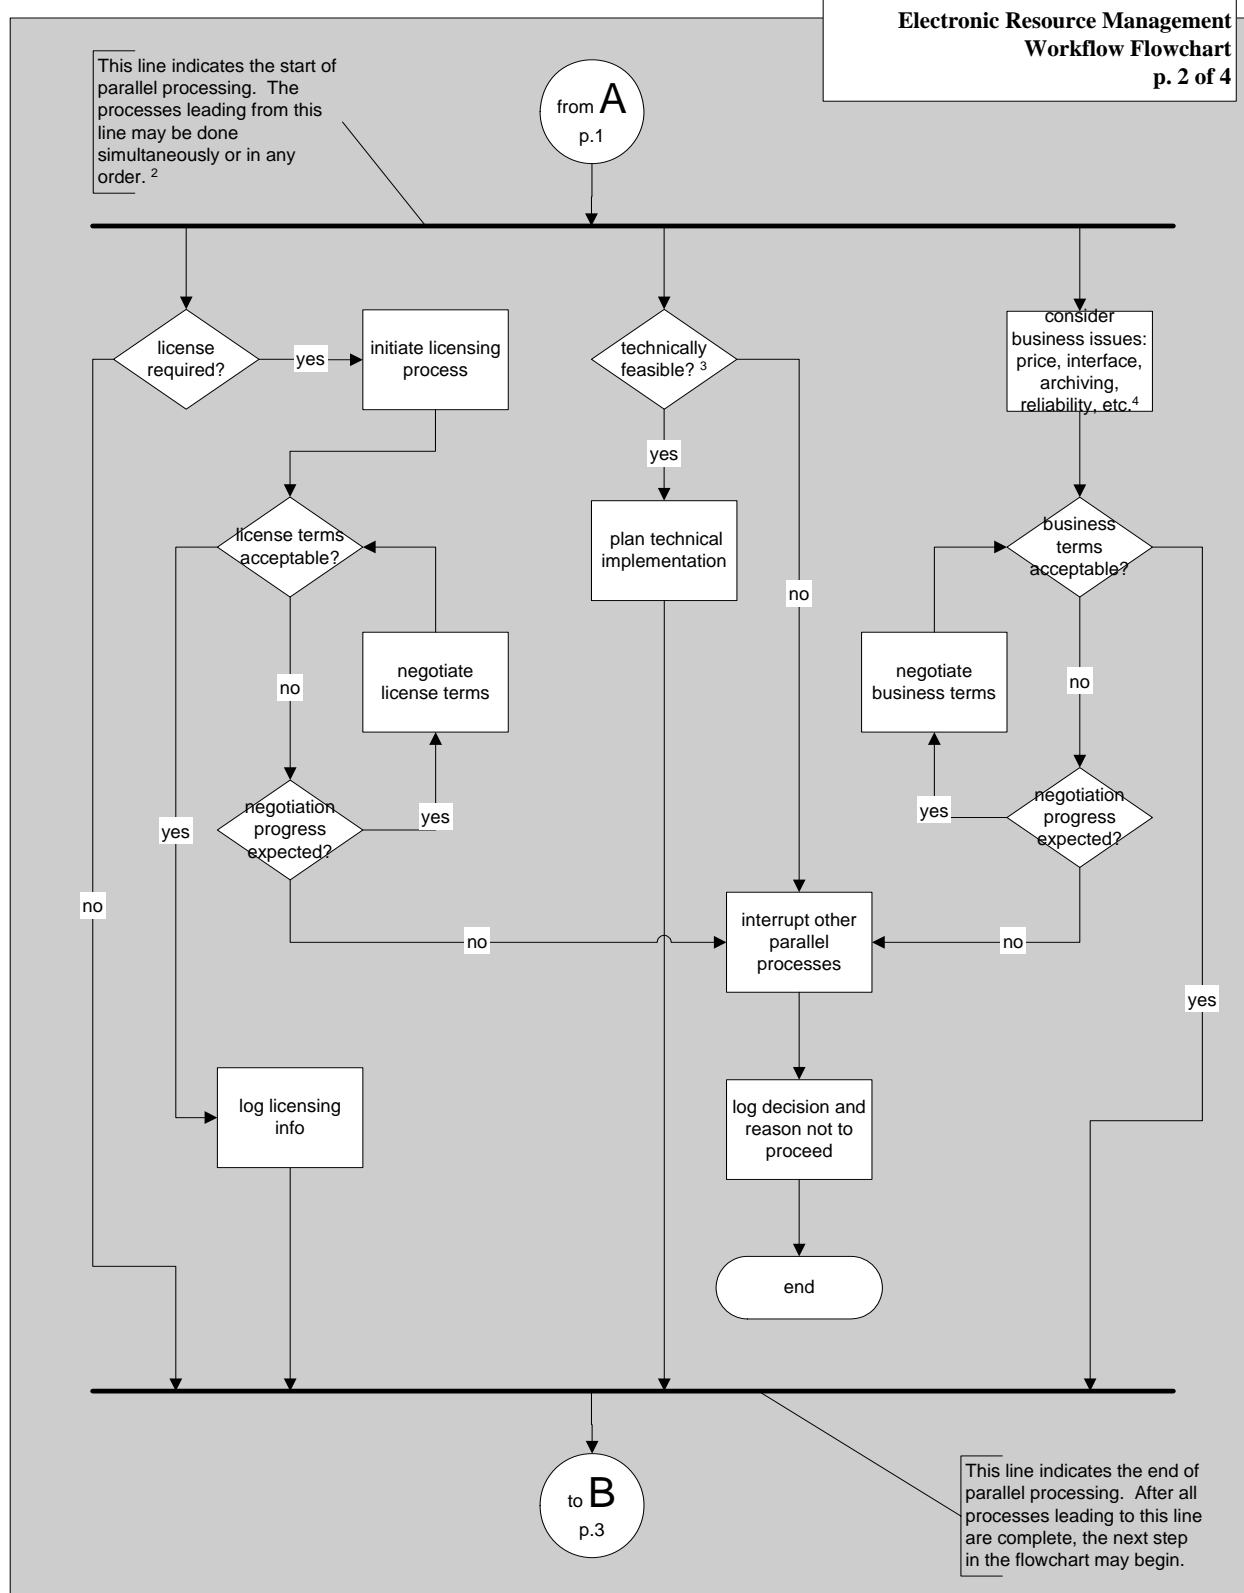 Electronic Resource Management
Workflow Flowchart
p. 2 of 4
This line indicates the start of
parallel processing. The
processes leading from this
line may be done
simultaneously or in any
order. 2
from A
p.1
license
required?
yes
initiate licensing
process
technically
feasible? 3
consider
business issues:
price, interface,
archiving,
reliability, etc.4
yes
license terms
acceptable?
plan technical
implementation
business
terms
acceptable?
no
negotiate
license terms
no
negotiate
business terms
no
negotiation
progress
expected?
yes
yes
yes
negotiation
progress
expected?
no
no
interrupt other
parallel
processes
no
yes
log licensing
info
log decision and
reason not to
proceed
end
to B
p.3
This line indicates the end of
parallel processing. After all
processes leading to this line
are complete, the next step
in the flowchart may begin.